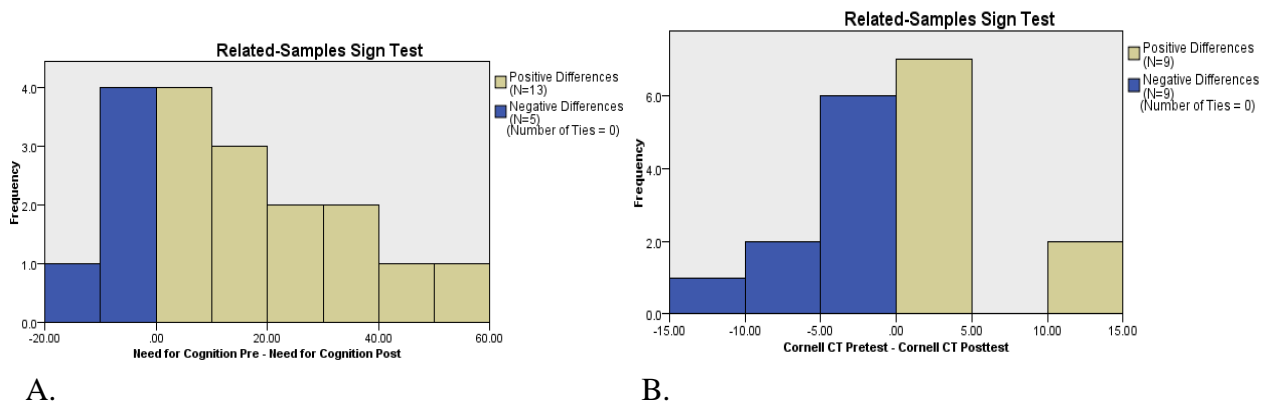 Related-Samples Sign Test
Positive Differences
(N=13)
Negative Differences
(N=5)
(Number of Ties = 0)
Frequency
4.0
3.0
2.0
1.0
0.0
-20.00
.00
20.00
40.00
60.00
Need for Cognition Pre - Need for Cognition Post
A.
Related-Samples Sign Test
Positive Differences
(N=9)
Negative Differences
(N=9)
(Number of Ties = 0)
Frequency
6.0
4.0
2.0
0.0
-15.00
-10.00
-5.00
.00
5.00
10.00
15.00
Cornell CT Pretest - Cornell CT Posttest
B.